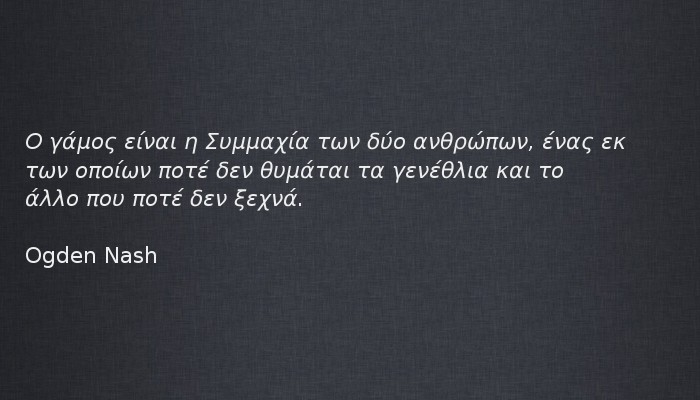 Ο γάμος είναι η Συμμαχία των δύο ανθρώπων, ένας εκ
των οποίων ποτέ δεν θυμάται τα γενέθλια και το
άλλο που ποτέ δεν ξεχνά.
Ogden Nash